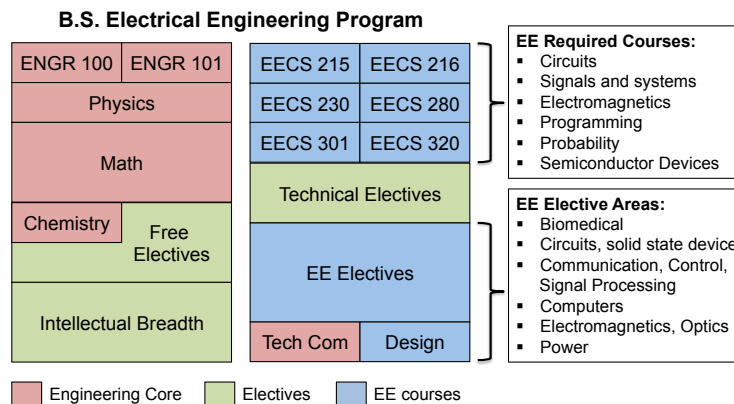 B.S. Electrical Engineering Program
ENGR 100 ENGR 101
Physics
Math
Chemistry
Free
Electives
Intellectual Breadth
EECS 215 EECS 216
EECS 230 EECS 280
EECS 301 EECS 320
Technical Electives
EE Electives
Tech Com Design
EE Required Courses:
▪ Circuits
▪ Signals and systems
▪ Electromagnetics
▪ Programming
▪ Probability
▪ Semiconductor Devices
EE Elective Areas:
▪ Biomedical
▪ Circuits, solid state device
▪ Communication, Control,
Signal Processing
▪ Computers
▪ Electromagnetics, Optics
▪ Power
Engineering Core Electives EE courses